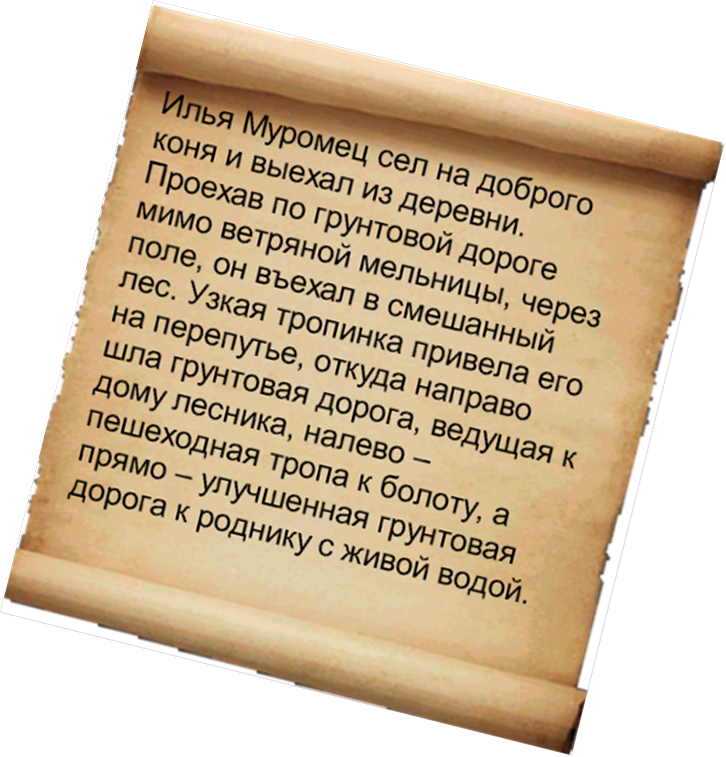 Илья Муромец сел на доброго
коня и выехал из деревни.
Проехав по грунтовой дороге
мимо ветряной мельницы, через
поле, он въехал в смешанный
лес. Узкая тропинка привела его
на перепутье, откуда направо
шла грунтовая дорога, ведущая к
дому лесника, налево –
пешеходная тропа к болоту, а
прямо – улучшенная грунтовая
дорога к роднику с живой водой.